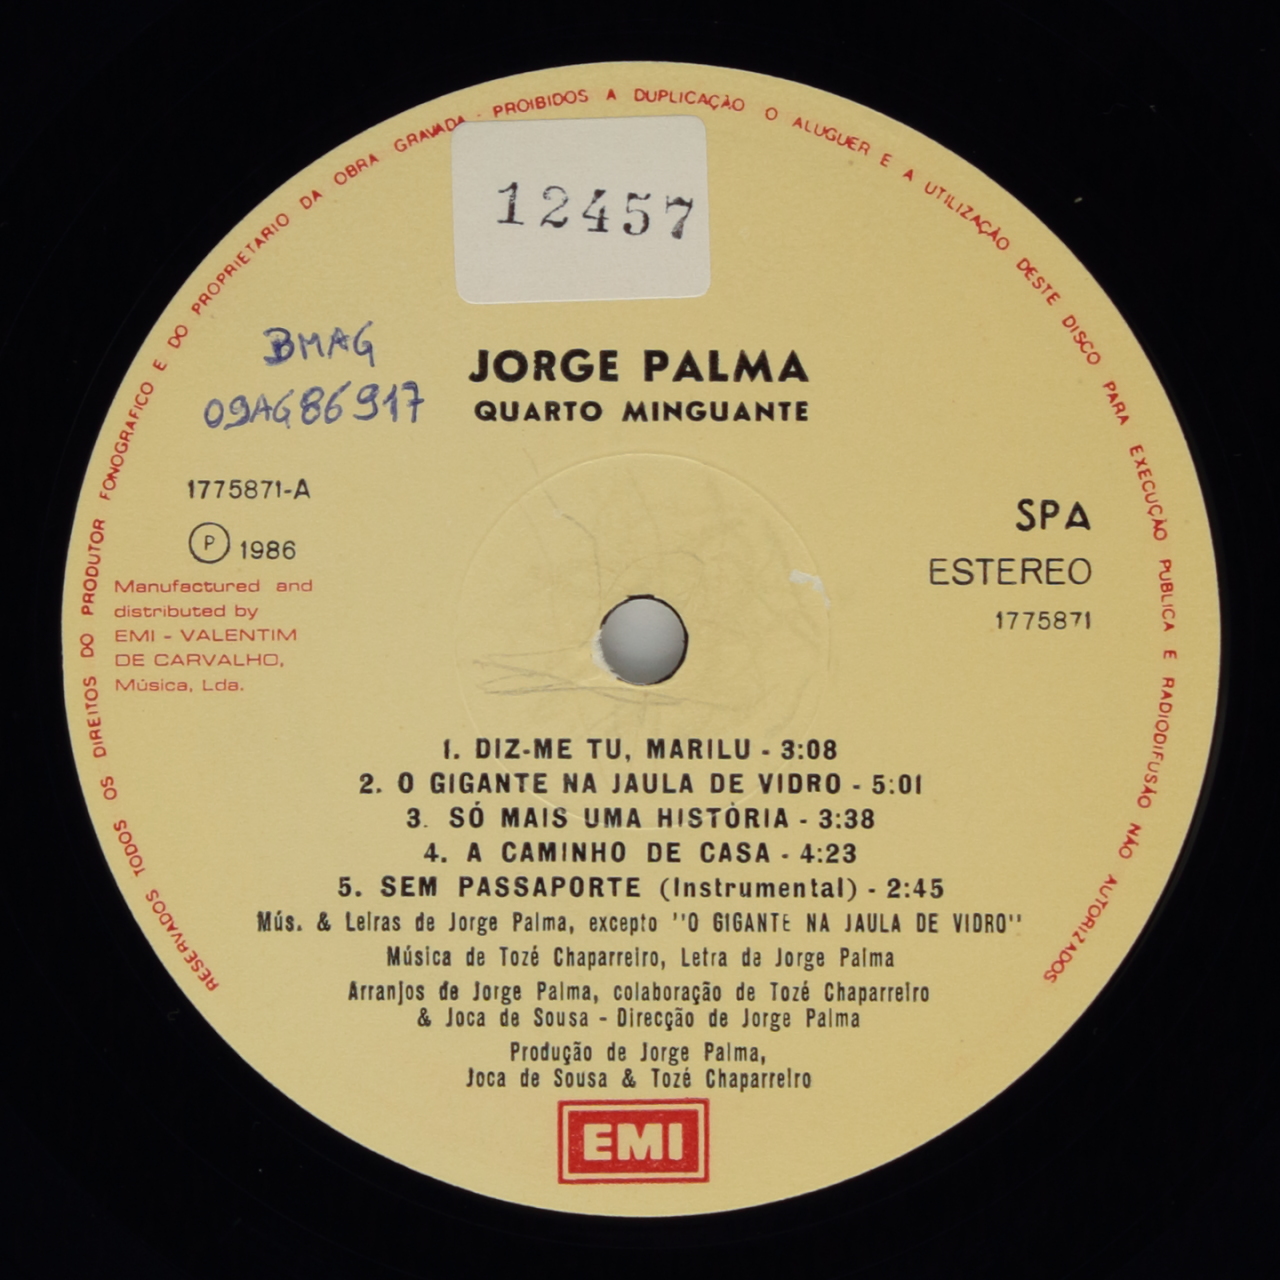 RESERVADOS TODOS OS DIREITOS DO PRODUTOR FONOGRAFICO E DO PROPRIETARIO DA OBRA GRAVADA - PROIBIDOS A DUPLICAÇÃO O ALUGUER E A UTILIZAÇÃO DESTE DISCO PARA EXECUÇÃO PUBLICA E RADIODIFUSÃO NÃO AUTORIZADOS
12457
BMAG
09AG86917
JORGE PALMA
QUARTO MINGUANTE
1775871-A
Ⓟ 1986
Manufactured and
distributed by
EMI - VALENTIM
DE CARVALHO,
Música, Lda.
SPA
ESTEREO
1775871
1. DIZ-ME TU, MARILU - 3:08
2. O GIGANTE NA JAULA DE VIDRO - 5:01
3. SÓ MAIS UMA HISTÓRIA - 3:38
4. A CAMINHO DE CASA - 4:23
5. SEM PASSAPORTE (Instrumental) - 2:45
Mús. & Leiras de Jorge Palma, excepto "O GIGANTE NA JAULA DE VIDRO"
Música de Tozé Chaparreiro, Letra de Jorge Palma
Arranjos de Jorge Palma, colaboração de Tozé Chaparreiro
& Joca de Sousa - Direcção de Jorge Palma
Produção de Jorge Palma,
Joca de Sousa & Tozé Chaparreiro
EMI